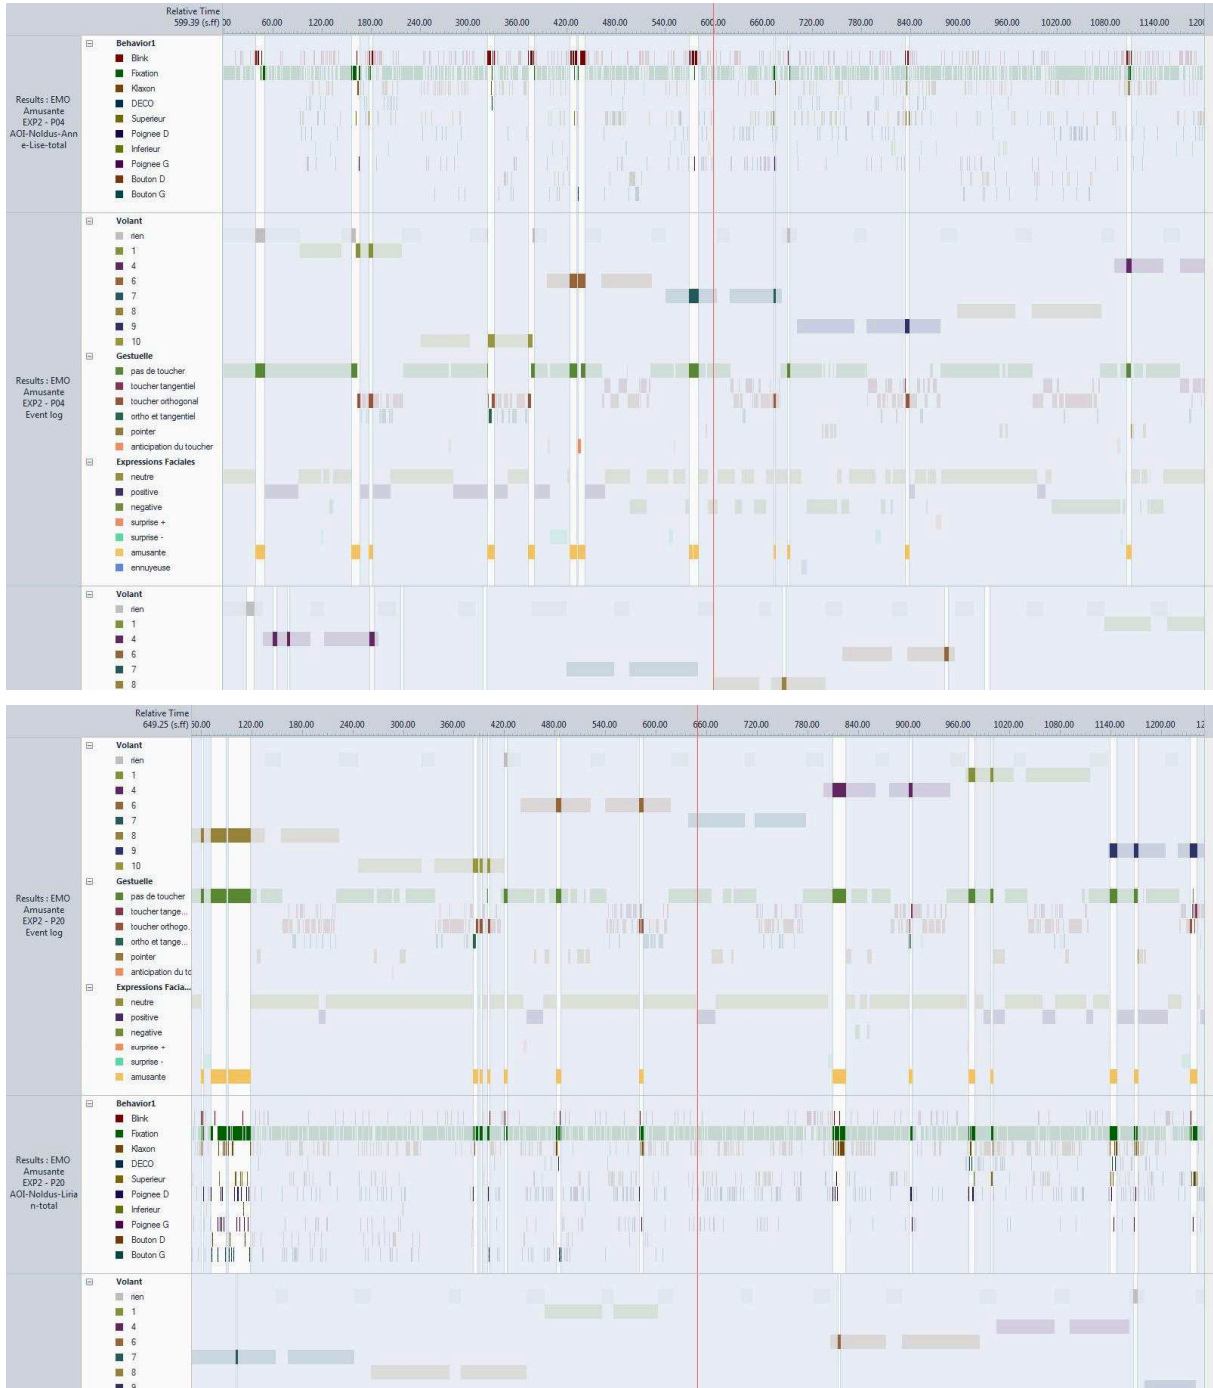 Relative Time
599.39 (s.ff) 00 60.00 120.00 180.00 240.00 300.00 360.00 420.00 480.00 540.00 600.00 660.00 720.00 780.00 840.00 900.00 960.00 1020.00 1080.00 1140.00 120
Results : EMO
Amusante
EXP2 - P04
AOI-Noldus-Ann
e-Lise-total
Behavior1
Blink
Fixation
Klaxon
DECO
Superieur
Poignee D
Inferieur
Poignee G
Bouton D
Bouton G
Results : EMO
Amusante
EXP2 - P04
Event log
Volant
rien
1
4
6
7
8
9
10
Gestuelle
pas de toucher
toucher tangentiel
toucher orthogonal
ortho et tangentiel
pointer
anticipation du toucher
Expressions Faciales
neutre
positive
negative
surprise +
surprise -
amusante
ennuyeuse
Volant
rien
1
4
6
7
8
Relative Time
649.25 (s.ff) 50.00 120.00 180.00 240.00 300.00 360.00 420.00 480.00 540.00 600.00 660.00 720.00 780.00 840.00 900.00 960.00 1020.00 1080.00 1140.00 1200.00 12
Results : EMO
Amusante
EXP2 - P20
Event log
Volant
rien
1
4
6
7
8
9
10
Gestuelle
pas de toucher
toucher tange...
toucher orthogo.
ortho et tange...
pointer
anticipation du tc
Expressions Facia...
neutre
positive
negative
surprise +
surprise -
amusante
Results : EMO
Amusante
EXP2 - P20
AOI-Noldus-Liria
n-total
Behavior1
Blink
Fixation
Klaxon
DECO
Superieur
Poignee D
Inferieur
Poignee G
Bouton D
Bouton G
Volant
rien
1
4
6
7
8
9